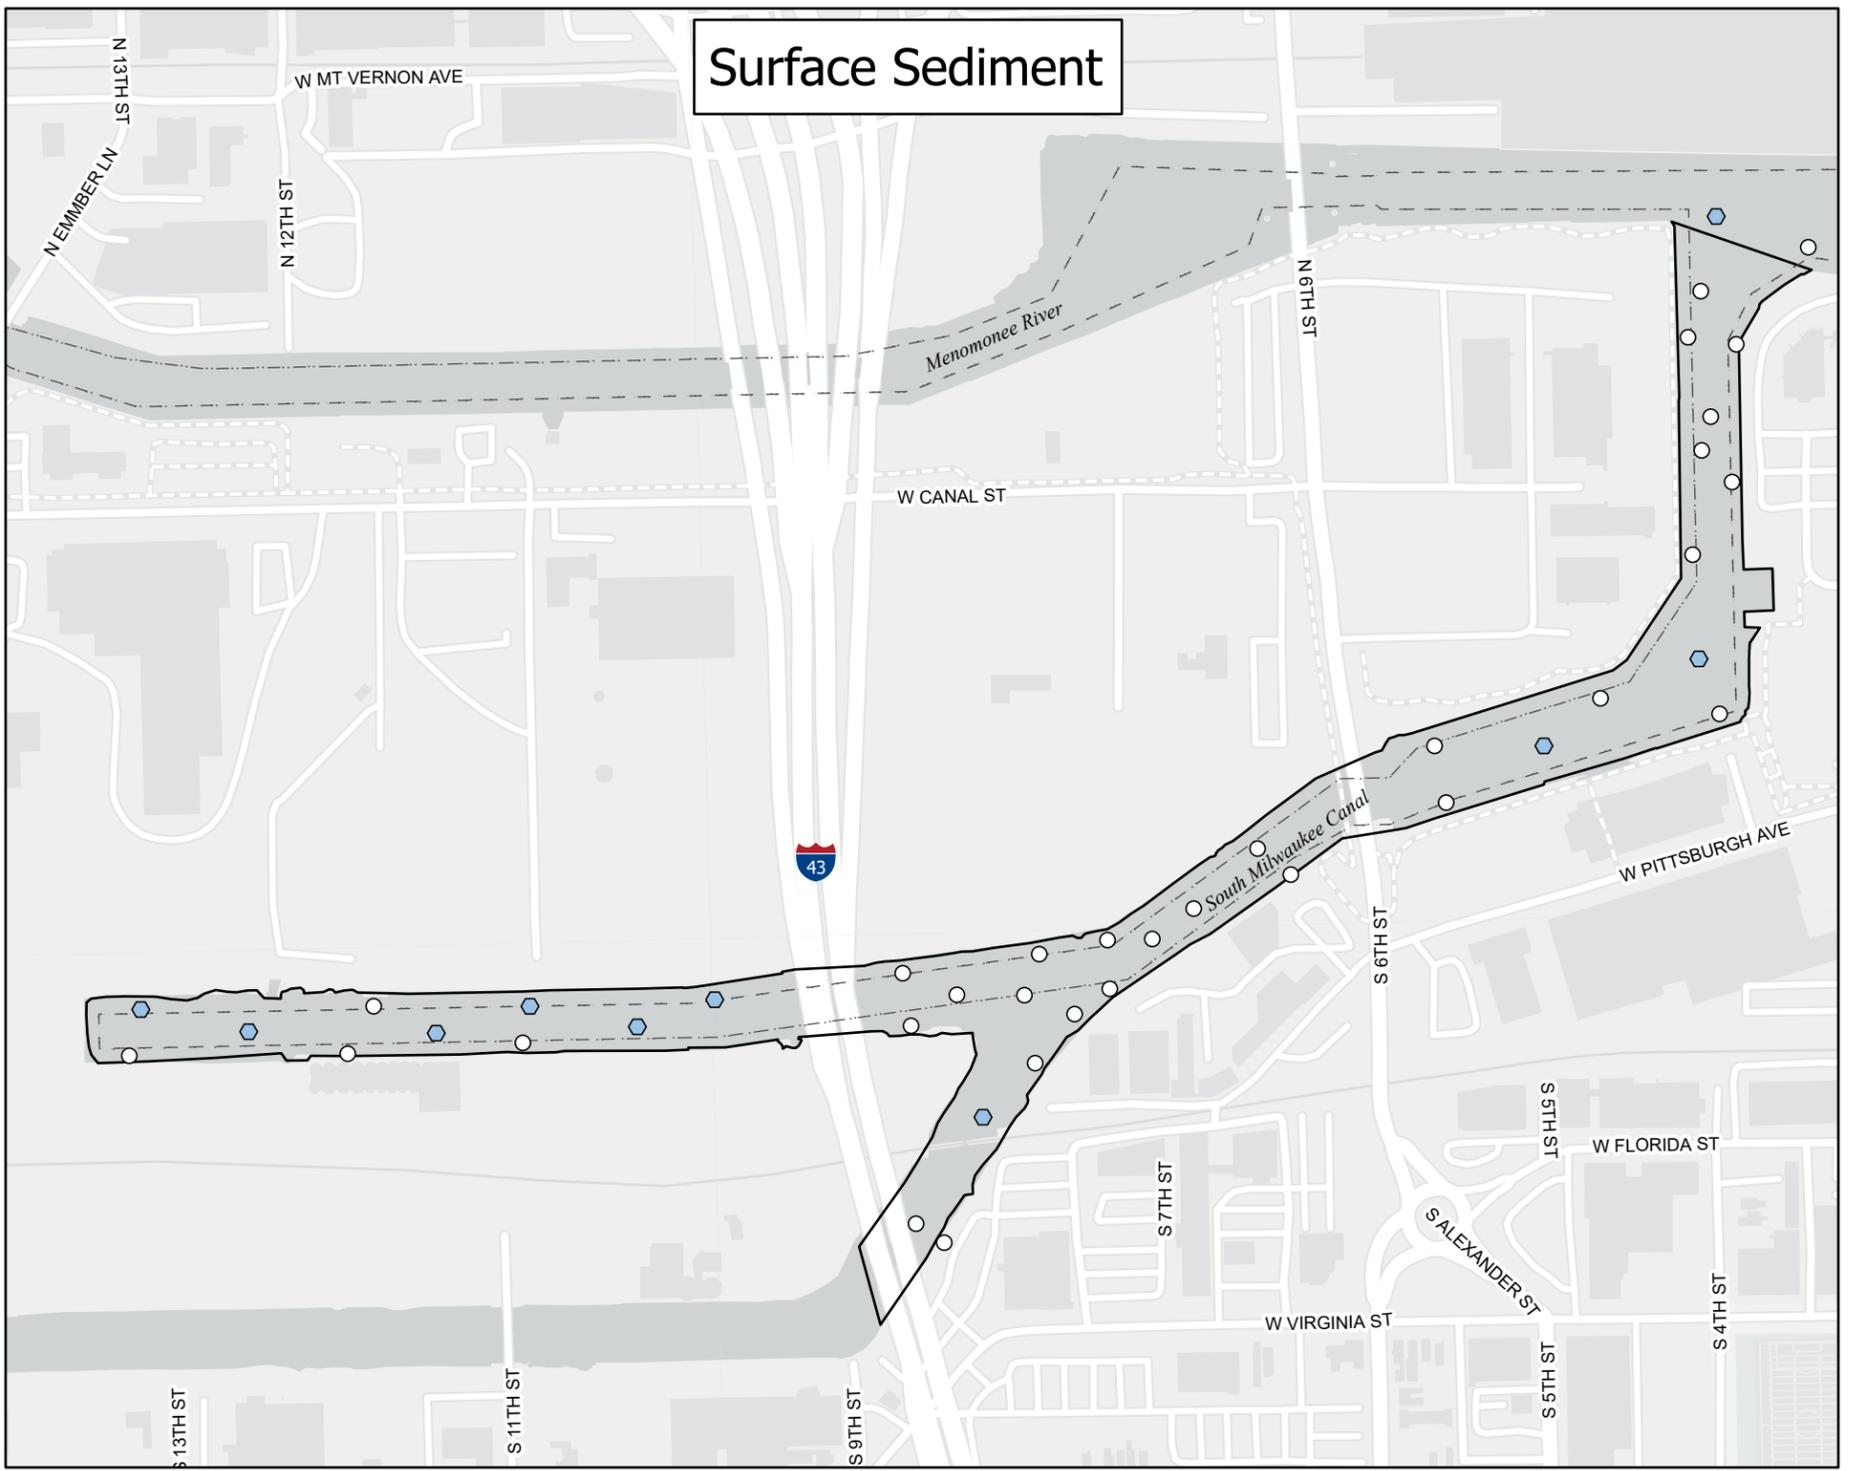 Surface Sediment
N 13TH ST
W MT VERNON AVE
N EMMBER LN
N 12TH ST
N 6TH ST
Menomonee River
W CANAL ST
South Milwaukee Canal
43
W PITTSBURGH AVE
S 6TH ST
S 5TH ST
W FLORIDA ST
S 7TH ST
S ALEXANDER ST
W VIRGINIA ST
S 4TH ST
S 13TH ST
S 11TH ST
S 9TH ST
S 5TH ST